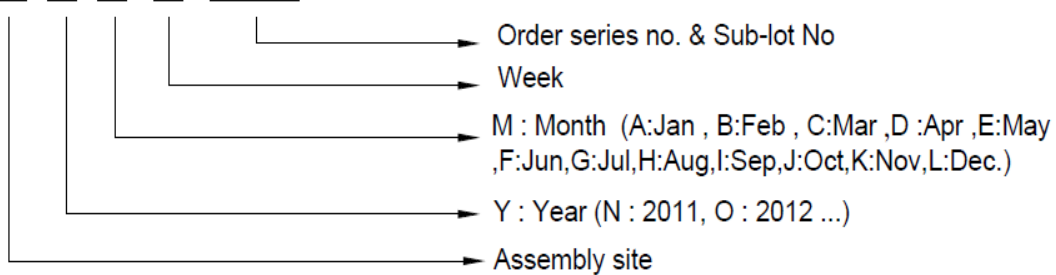 Order series no. & Sub-lot No
Week
M : Month (A:Jan , B:Feb , C:Mar ,D :Apr ,E:May
,F:Jun,G:Jul,H:Aug,I:Sep,J:Oct,K:Nov,L:Dec.)
Y : Year (N : 2011, O : 2012 ...)
Assembly site